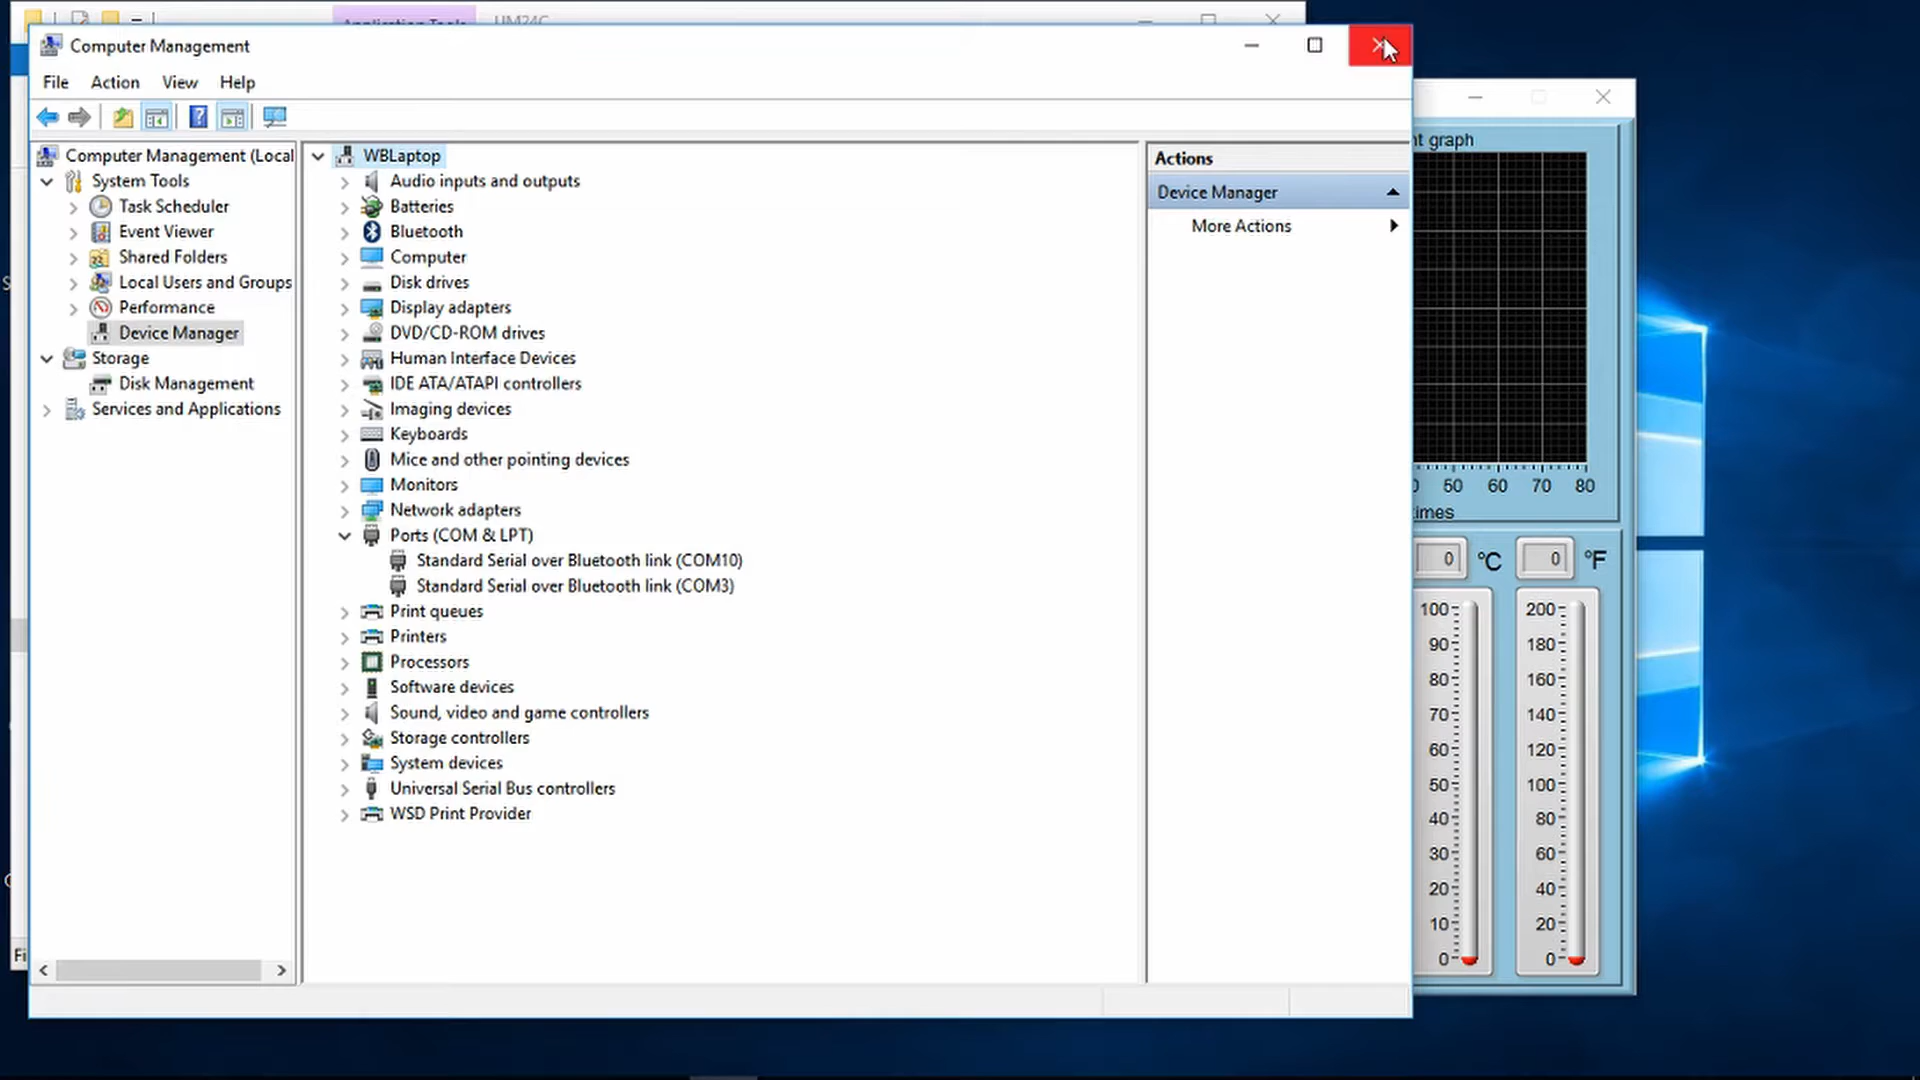 Application Tools
UM24C
Computer Management
File Action View Help
Computer Management (Local
System Tools
Task Scheduler
Event Viewer
Shared Folders
Local Users and Groups
Performance
Device Manager
Storage
Disk Management
Services and Applications
WBLaptop
Audio inputs and outputs
Batteries
Bluetooth
Computer
Disk drives
Display adapters
DVD/CD-ROM drives
Human Interface Devices
IDE ATA/ATAPI controllers
Imaging devices
Keyboards
Mice and other pointing devices
Monitors
Network adapters
Ports (COM & LPT)
Standard Serial over Bluetooth link (COM10)
Standard Serial over Bluetooth link (COM3)
Print queues
Printers
Processors
Software devices
Sound, video and game controllers
Storage controllers
System devices
Universal Serial Bus controllers
WSD Print Provider
Actions
Device Manager
More Actions
nt graph
50 60 70 80
times
0 °C 0 °F
100 200
90 180
80 160
70 140
60 120
50 100
40 80
30 60
20 40
10 20
0 0
Fi